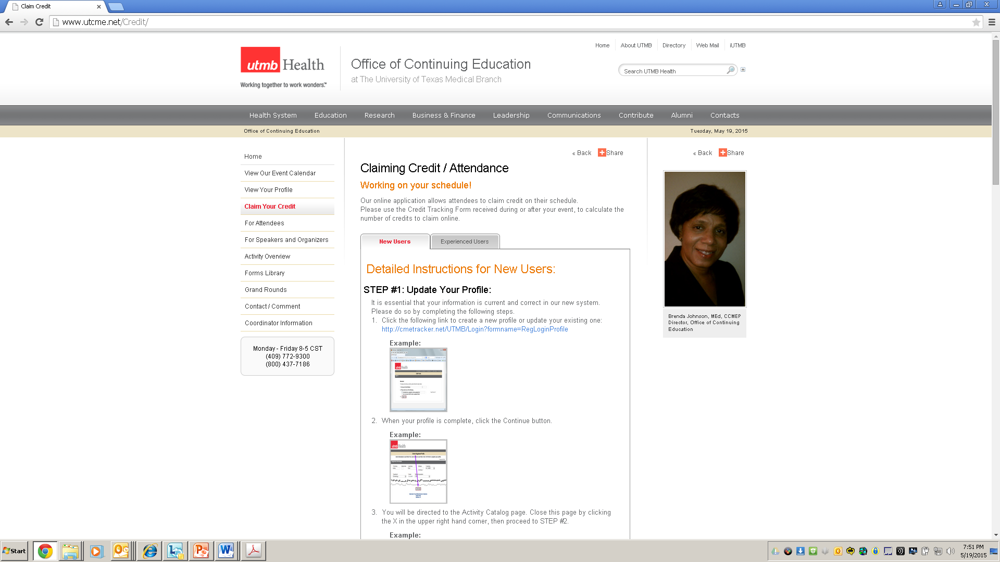 Claim Credit
www.utcme.net/Credit/
utmb Health
Working together to work wonders.™
Office of Continuing Education
at The University of Texas Medical Branch
Home
About UTMB
Directory
Web Mail
iUTMB
Search UTMB Health
Health System
Education
Research
Business & Finance
Leadership
Communications
Contribute
Alumni
Contacts
Office of Continuing Education
Tuesday, May 19, 2015
Home
View Our Event Calendar
View Your Profile
Claim Your Credit
For Attendees
For Speakers and Organizers
Activity Overview
Forms Library
Grand Rounds
Contact / Comment
Coordinator Information
Monday - Friday 8-5 CST
(409) 772-9300
(800) 437-7186
« Back
Share
Claiming Credit / Attendance
Working on your schedule!
Our online application allows attendees to claim credit on their schedule.
Please use the Credit Tracking Form received during or after your event, to calculate the
number of credits to claim online.
New Users
Experienced Users
Detailed Instructions for New Users:
STEP #1: Update Your Profile:
It is essential that your information is current and correct in our new system.
Please do so by completing the following steps.
1. Click the following link to create a new profile or update your existing one:
http://cmetracker.net/UTMB/Login?formname=RegLoginProfile
Example:
utmb Health
2. When your profile is complete, click the Continue button.
Example:
utmb Health
3. You will be directed to the Activity Catalog page. Close this page by clicking
the X in the upper right hand corner, then proceed to STEP #2.
Example:
« Back
Share
Brenda Johnson, MEd, CCMEP
Director, Office of Continuing
Education
Start
7:51 PM
5/19/2015